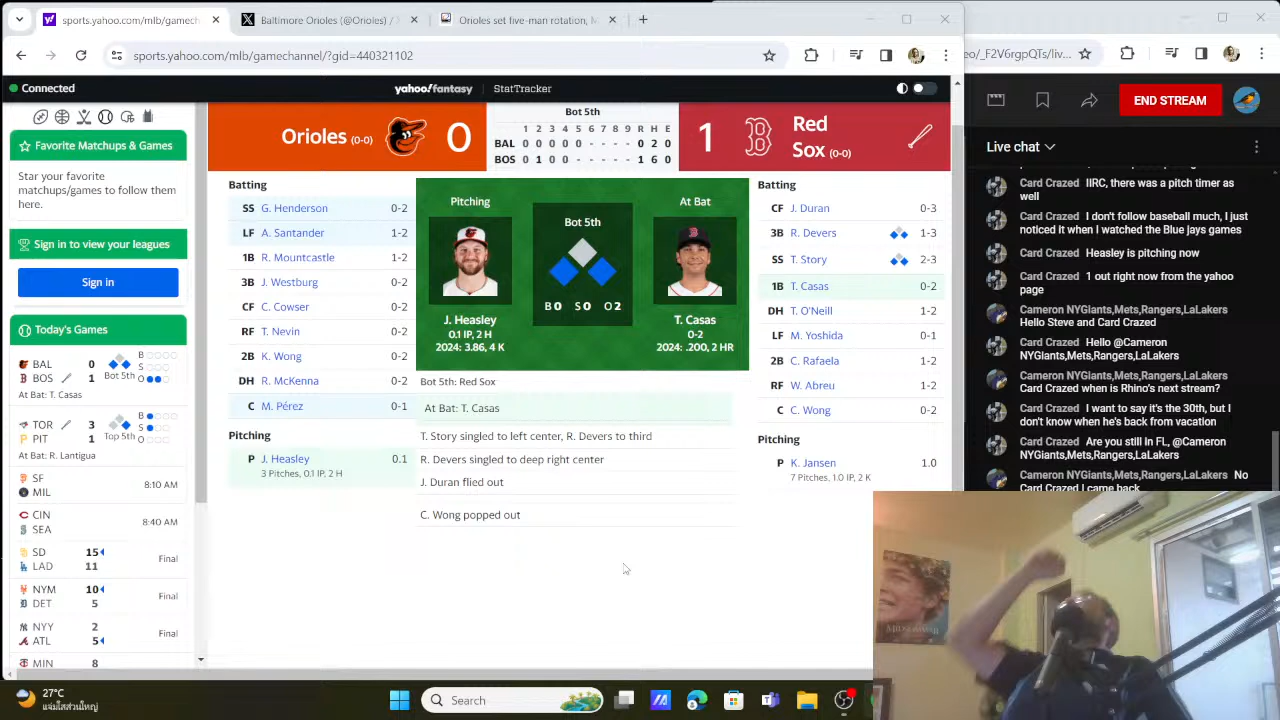 sports.yahoo.com/mlb/gamech
Baltimore Orioles (@Orioles) /
Orioles set five-man rotation, M
sports.yahoo.com/mlb/gamechannel/?gid=440321102
eo/_F2V6rgpQTs/liv
Connected
yahoo!fantasy
StatTracker
END STREAM
Favorite Matchups & Games
Star your favorite
matchups/games to follow them
here.
Sign in to view your leagues
Sign in
Today's Games
BAL 0
BOS 1
Bot 5th
B
S
O
At Bat: T. Casas
TOR 3
PIT 1
Top 5th
B
S
O
At Bat: R. Lantigua
SF
MIL
8:10 AM
CIN
SEA
8:40 AM
SD 15
LAD 11
Final
NYM 10
DET 5
Final
NYY 2
ATL 5
Final
MIN 8
Orioles (0-0)
0
Bot 5th
1 2 3 4 5 6 7 8 9 R H E
BAL 0 0 0 0 0 - - - - 0 2 0
BOS 0 1 0 0 0 - - - - 1 6 0
1
B
Red
Sox (0-0)
Batting
SS G. Henderson 0-2
LF A. Santander 1-2
1B R. Mountcastle 1-2
3B J. Westburg 0-2
CF C. Cowser 0-2
RF T. Nevin 0-2
2B K. Wong 0-2
DH R. McKenna 0-2
C M. Pérez 0-1
Pitching
P J. Heasley 0.1
3 Pitches, 0.1 IP, 2 H
Pitching
J. Heasley
0.1 IP, 2 H
2024: 3.86, 4 K
Bot 5th
B 0 S 0 O 2
At Bat
T. Casas
0-2
2024: .200, 2 HR
Bot 5th: Red Sox
At Bat: T. Casas
T. Story singled to left center, R. Devers to third
R. Devers singled to deep right center
J. Duran flied out
C. Wong popped out
Batting
CF J. Duran 0-3
3B R. Devers 1-3
SS T. Story 2-3
1B T. Casas 0-2
DH T. O'Neill 1-2
LF M. Yoshida 0-1
2B C. Rafaela 1-2
RF W. Abreu 1-2
C C. Wong 0-2
Pitching
P K. Jansen 1.0
7 Pitches, 1.0 IP, 2 K
Live chat
Card Crazed IIRC, there was a pitch timer as
well
Card Crazed I don't follow baseball much, I just
noticed it when I watched the Blue jays games
Card Crazed Heasley is pitching now
Card Crazed 1 out right now from the yahoo
page
Cameron NYGiants,Mets,Rangers,LaLakers
Hello Steve and Card Crazed
Card Crazed Hello @Cameron
NYGiants,Mets,Rangers,LaLakers
Cameron NYGiants,Mets,Rangers,LaLakers
Card Crazed when is Rhino's next stream?
Card Crazed I want to say it's the 30th, but I
don't know when he's back from vacation
Card Crazed Are you still in FL, @Cameron
NYGiants,Mets,Rangers,LaLakers
Cameron NYGiants,Mets,Rangers,LaLakers No
Card Crazed I came back
27°C
แจ่มใสส่วนใหญ่
Search